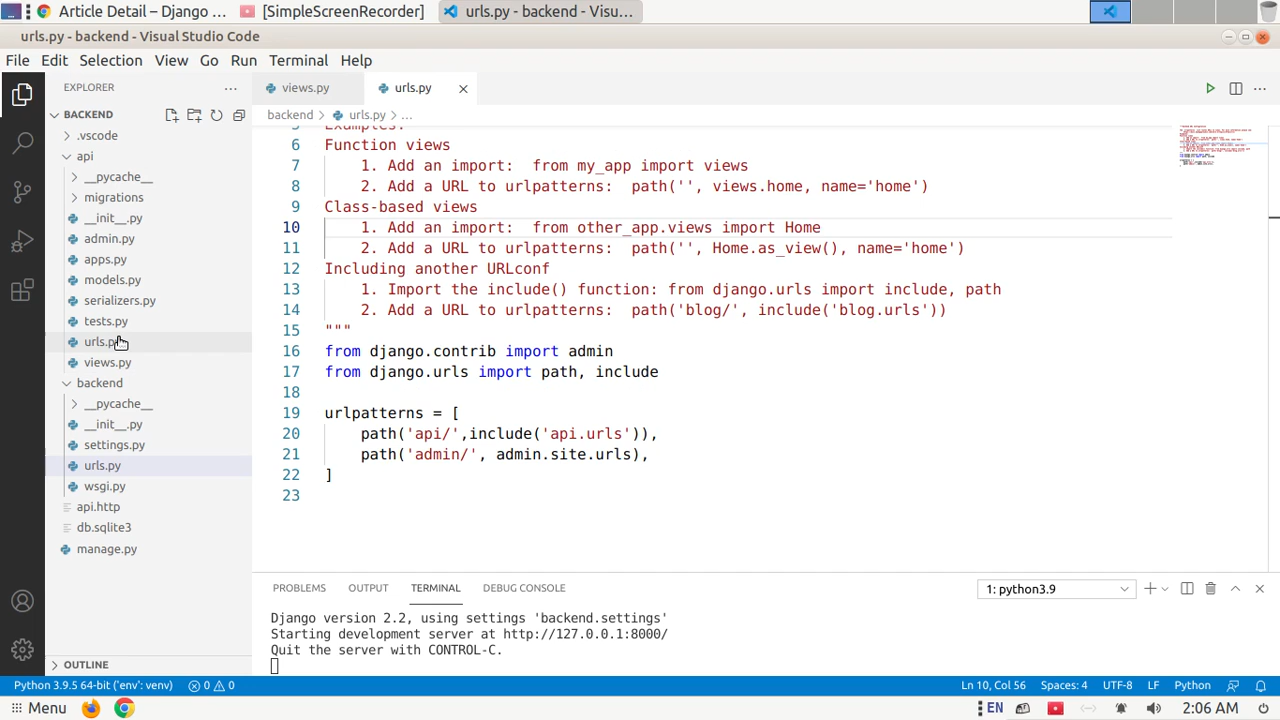 Article Detail – Django ...
[SimpleScreenRecorder]
urls.py - backend - Visu...
urls.py - backend - Visual Studio Code
File Edit Selection View Go Run Terminal Help
EXPLORER
BACKEND
.vscode
api
__pycache__
migrations
__init__.py
admin.py
apps.py
models.py
serializers.py
tests.py
urls.py
views.py
backend
__pycache__
__init__.py
settings.py
urls.py
wsgi.py
api.http
db.sqlite3
manage.py
OUTLINE
views.py urls.py
backend > urls.py > ...
5 Examples:
6 Function views
7 1. Add an import:  from my_app import views
8 2. Add a URL to urlpatterns:  path('', views.home, name='home')
9 Class-based views
10 1. Add an import:  from other_app.views import Home
11 2. Add a URL to urlpatterns:  path('', Home.as_view(), name='home')
12 Including another URLconf
13 1. Import the include() function: from django.urls import include, path
14 2. Add a URL to urlpatterns:  path('blog/', include('blog.urls'))
15 """
16 from django.contrib import admin
17 from django.urls import path, include
18
19 urlpatterns = [
20 path('api/',include('api.urls')),
21 path('admin/', admin.site.urls),
22 ]
23
PROBLEMS OUTPUT TERMINAL DEBUG CONSOLE
1: python3.9
Django version 2.2, using settings 'backend.settings'
Starting development server at http://127.0.0.1:8000/
Quit the server with CONTROL-C.
Python 3.9.5 64-bit ('env': venv) 0 0
Ln 10, Col 56 Spaces: 4 UTF-8 LF Python
Menu
EN 2:06 AM